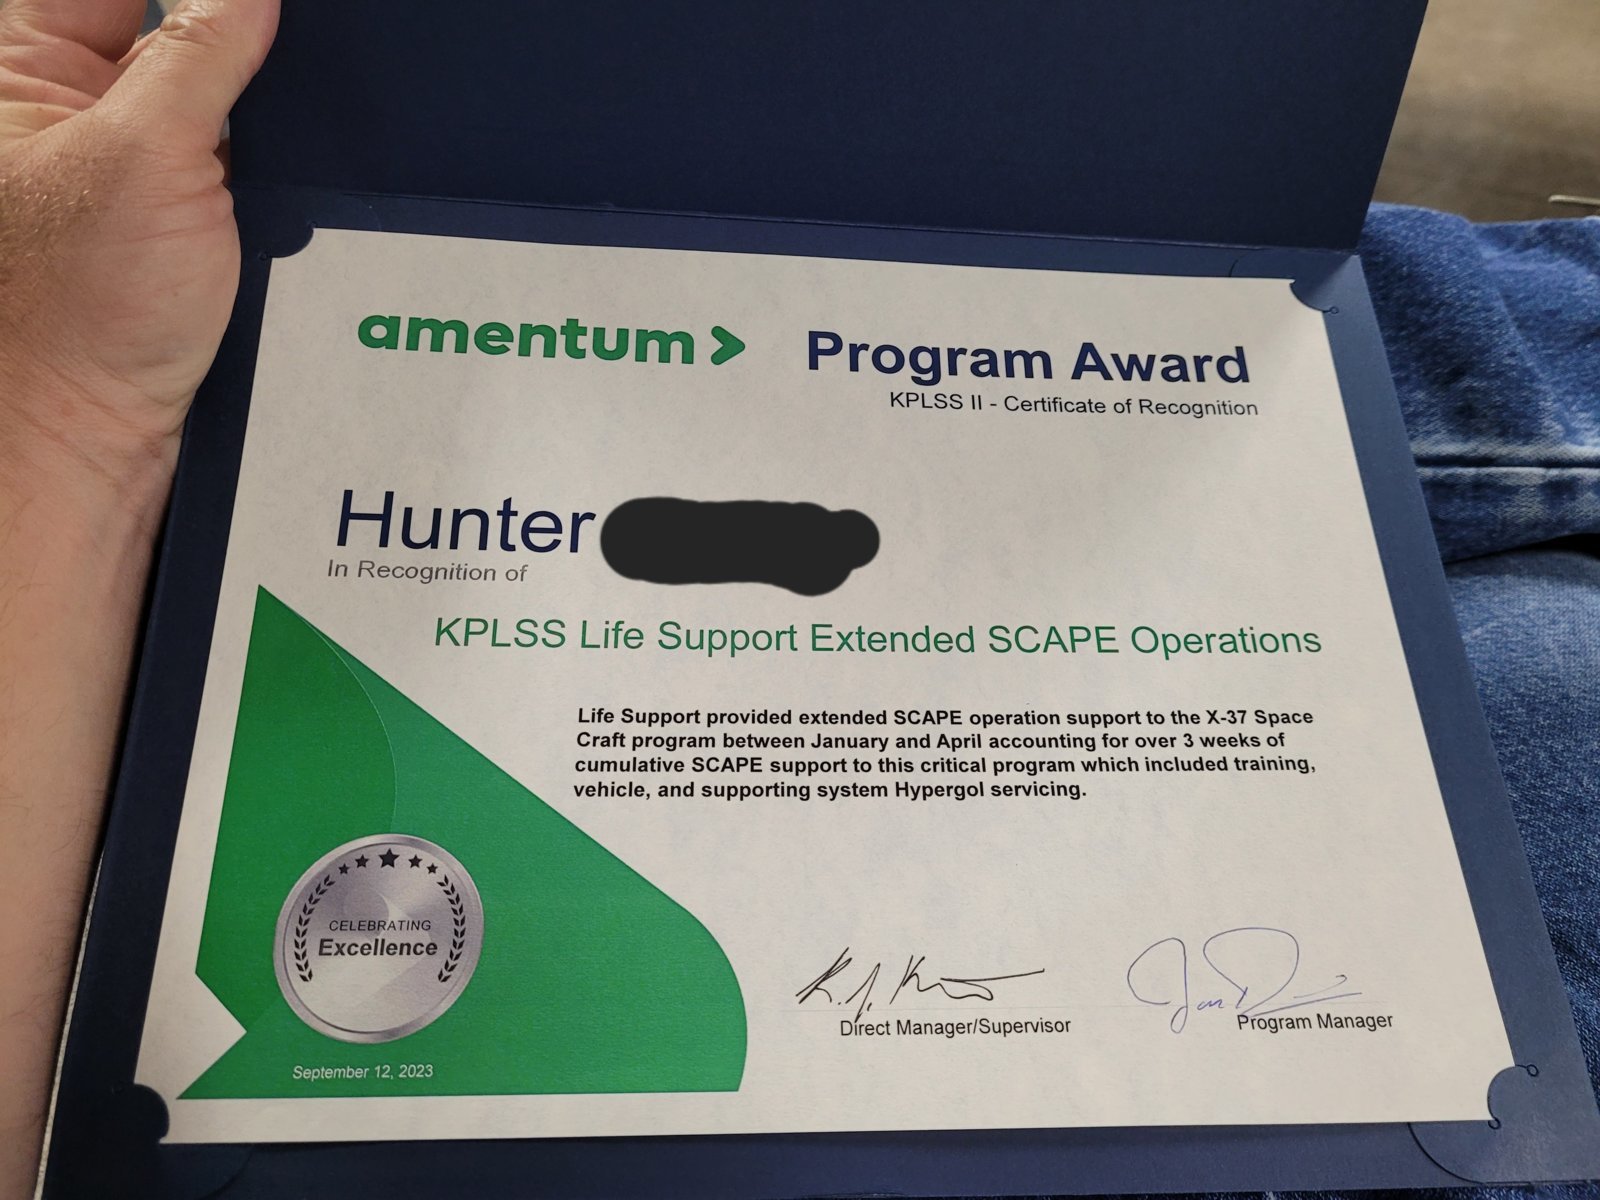 amentum
Program Award
KPLSS II - Certificate of Recognition
Hunter
In Recognition of
KPLSS Life Support Extended SCAPE Operations
Life Support provided extended SCAPE operation support to the X-37 Space
Craft program between January and April accounting for over 3 weeks of
cumulative SCAPE support to this critical program which included training,
vehicle, and supporting system Hypergol servicing.
CELEBRATING
Excellence
Direct Manager/Supervisor
Program Manager
September 12, 2023